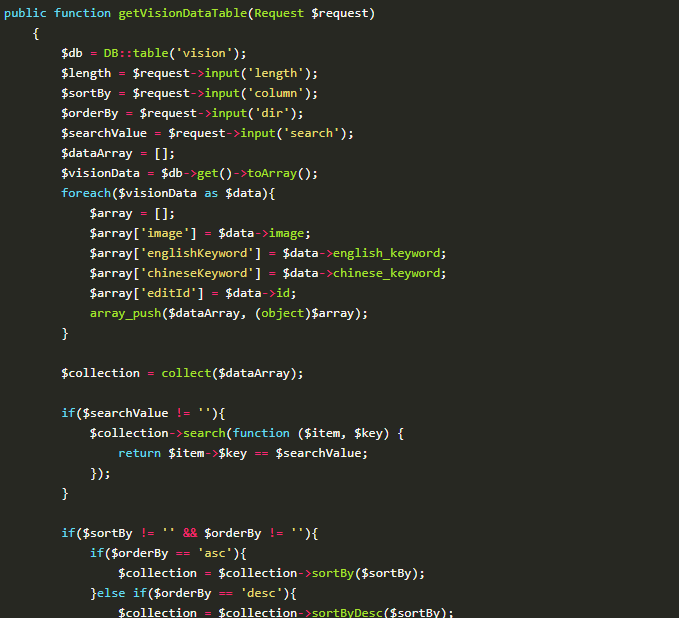 public function getVisionDataTable(Request $request)
{
$db = DB::table('vision');
$length = $request->input('length');
$sortBy = $request->input('column');
$orderBy = $request->input('dir');
$searchValue = $request->input('search');
$dataArray = [];
$visionData = $db->get()->toArray();
foreach($visionData as $data){
$array = [];
$array['image'] = $data->image;
$array['englishKeyword'] = $data->english_keyword;
$array['chineseKeyword'] = $data->chinese_keyword;
$array['editId'] = $data->id;
array_push($dataArray, (object)$array);
}
$collection = collect($dataArray);
if($searchValue != ''){
$collection->search(function ($item, $key) {
return $item->$key == $searchValue;
});
}
if($sortBy != '' && $orderBy != ''){
if($orderBy == 'asc'){
$collection = $collection->sortBy($sortBy);
}else if($orderBy == 'desc'){
$collection = $collection->sortByDesc($sortBy);